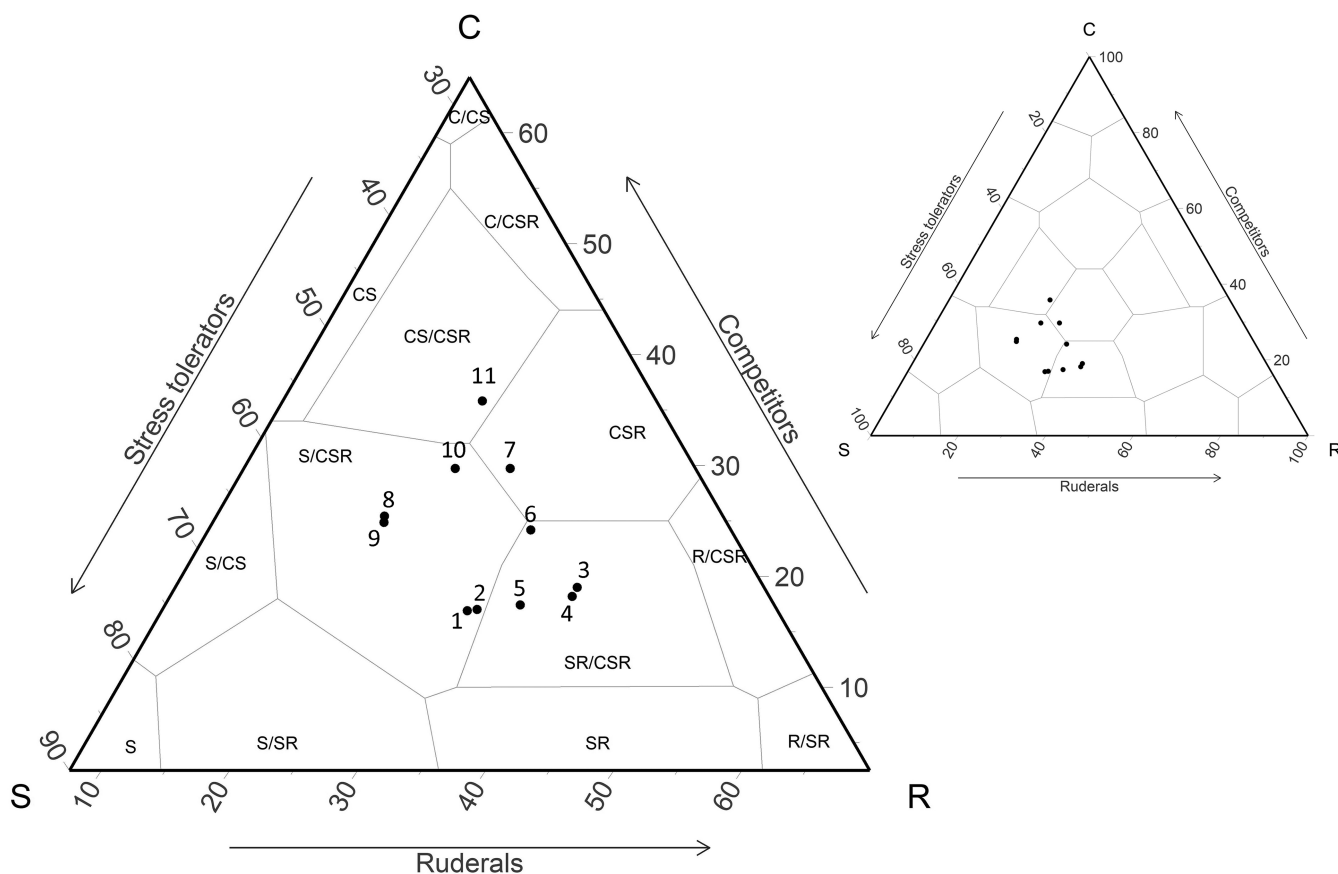 C
30
C/CS
60
40
C/CSR
50
50
CS
CS/CSR
40
11
60
CSR
S/CSR
10
7
30
8
6
9
70
S/CS
R/CSR
20
3
2
5
1
4
80
SR/CSR
10
S
S/SR
SR
R/SR
90
S
R
10
20
30
40
50
60
Stress tolerators
Competitors
Ruderals
C
100
20
80
40
60
60
40
80
20
100
S
R
20
40
60
80
100
Stress tolerators
Competitors
Ruderals